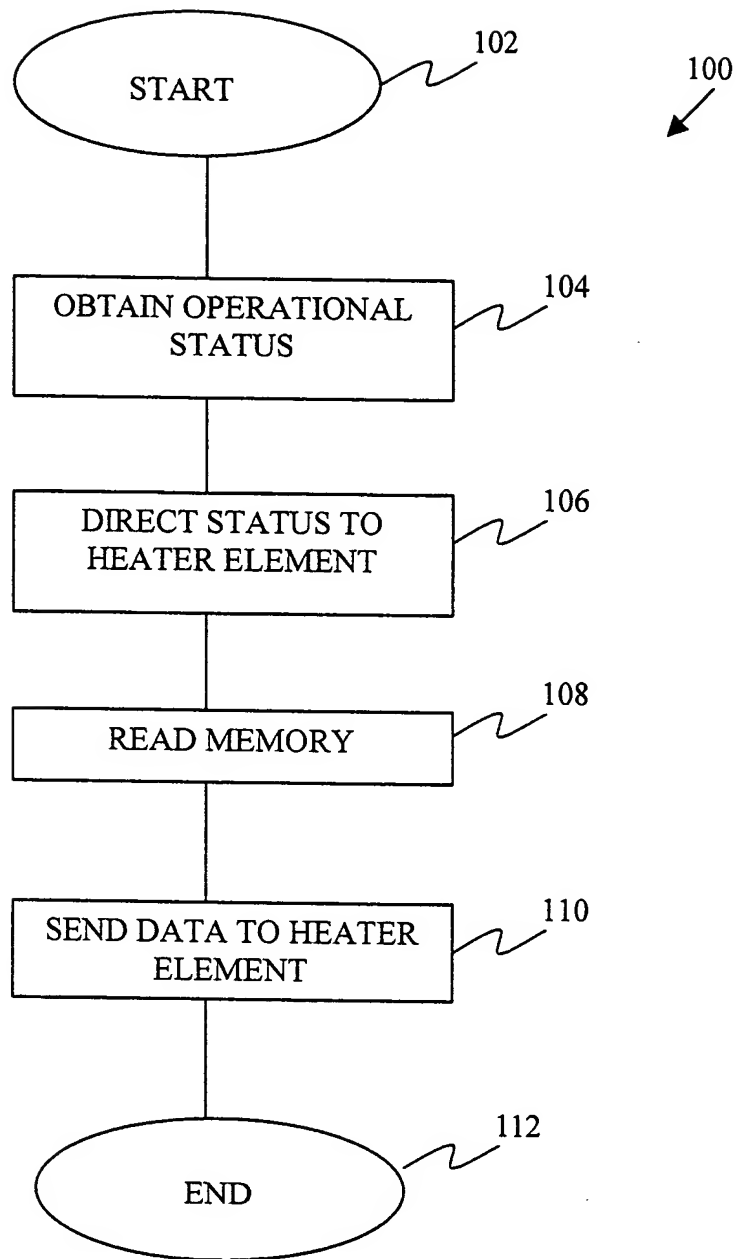 START
102
100
OBTAIN OPERATIONAL
STATUS
104
DIRECT STATUS TO
HEATER ELEMENT
106
READ MEMORY
108
SEND DATA TO HEATER
ELEMENT
110
END
112